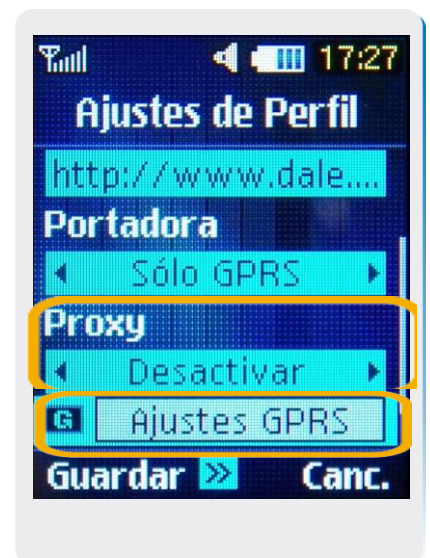 17:27
Ajustes de Perfil
http://www.dale....
Portadora
Sólo GPRS
Proxy
Desactivar
G Ajustes GPRS
Guardar » Canc.